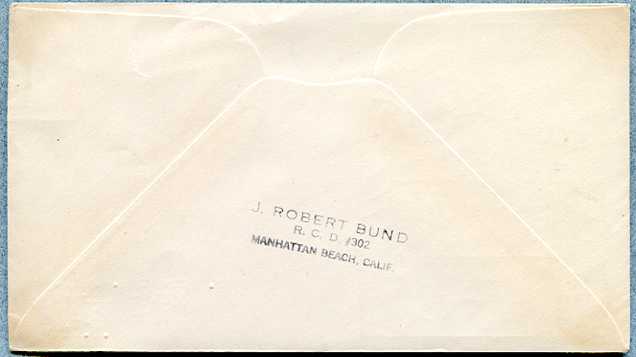 J. ROBERT BUND
R. C. D. #302
MANHATTAN BEACH, CALIF.